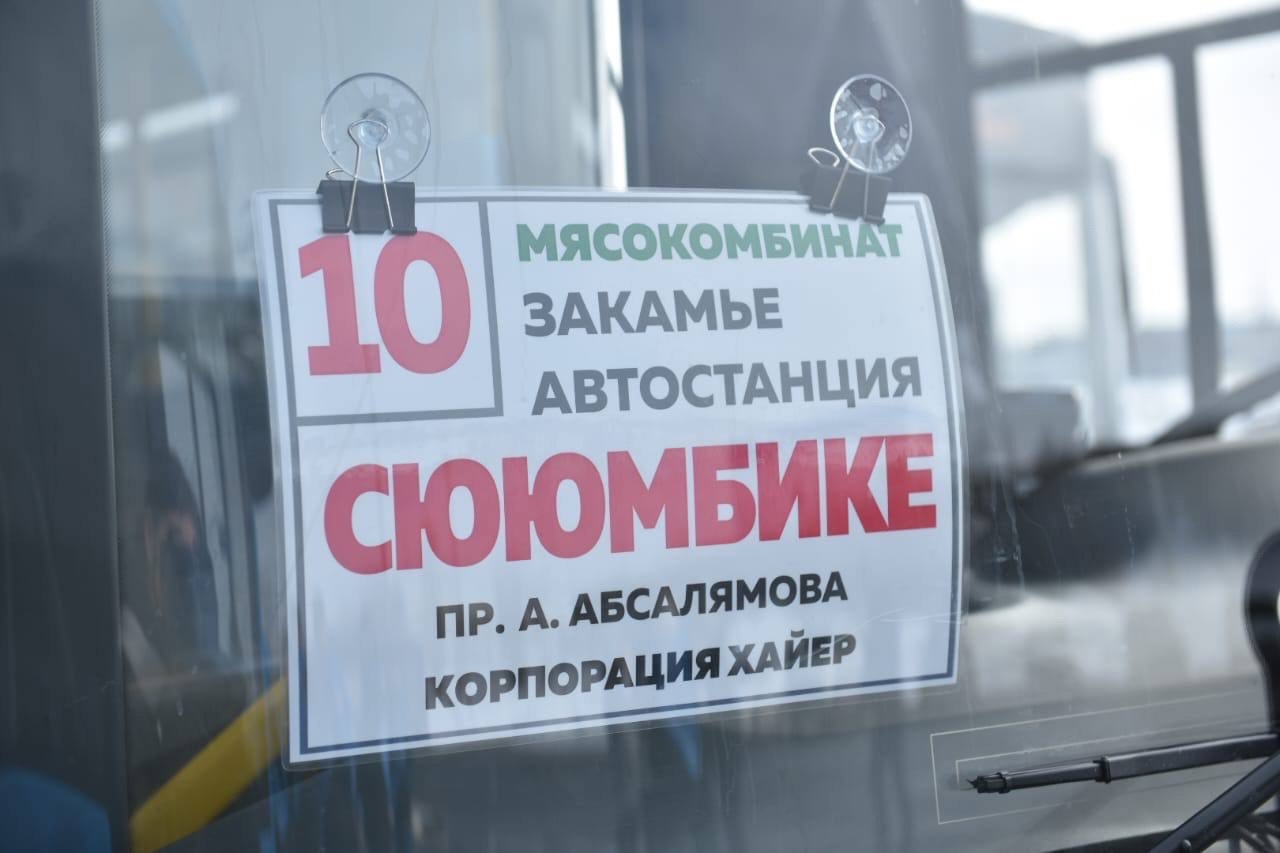 10
МЯСОКОМБИНАТ
ЗАКАМЬЕ
АВТОСТАНЦИЯ
СЮЮМБИКЕ
ПР. А. АБСАЛЯМОВА
КОРПОРАЦИЯ ХАЙЕР